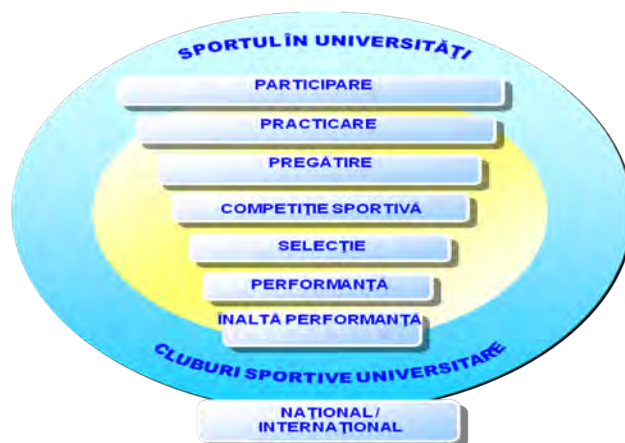 SPORTUL ÎN UNIVERSITĂȚI
PARTICIPARE
PRACTICARE
PREGĂTIRE
COMPETIȚIE SPORTIVĂ
SELECȚIE
PERFORMANȚĂ
ÎNALTĂ PERFORMANȚĂ
CLUBURI SPORTIVE UNIVERSITARE
NAȚIONAL/
INTERNAȚIONAL